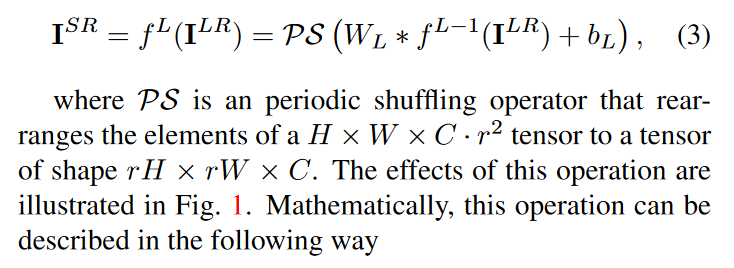 I^{SR} = f^L(I^{LR}) = PS (W_L * f^{L-1}(I^{LR}) + b_L) , (3)
where PS is an periodic shuffling operator that rear-
ranges the elements of a H × W × C · r² tensor to a tensor
of shape rH × rW × C. The effects of this operation are
illustrated in Fig. 1. Mathematically, this operation can be
described in the following way